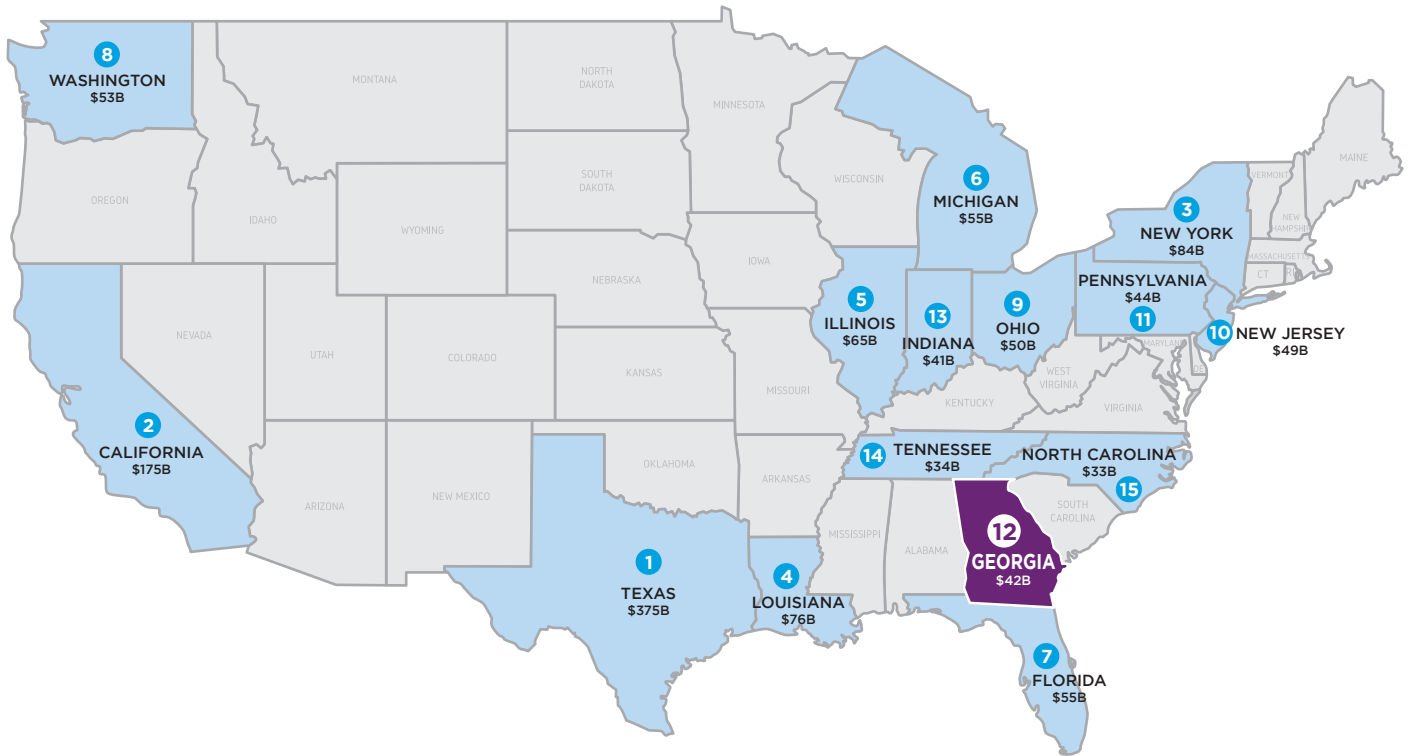 8
WASHINGTON
$53B
MONTANA
NORTH
DAKOTA
MINNESOTA
OREGON
IDAHO
WYOMING
SOUTH
DAKOTA
WISCONSIN
6
MICHIGAN
$55B
MAINE
VERMONT
NEW
HAMPSHIRE
3
NEW YORK
$84B
MASSACHUSETTS
CT
RI
NEVADA
UTAH
COLORADO
NEBRASKA
KANSAS
IOWA
MISSOURI
5
ILLINOIS
$65B
13
INDIANA
$41B
9
OHIO
$50B
PENNSYLVANIA
$44B
11
10
NEW JERSEY
$49B
MARYLAND
DE
WEST
VIRGINIA
VIRGINIA
KENTUCKY
2
CALIFORNIA
$175B
ARIZONA
NEW MEXICO
OKLAHOMA
ARKANSAS
14
TENNESSEE
$34B
NORTH CAROLINA
$33B
15
SOUTH
CAROLINA
MISSISSIPPI
ALABAMA
12
GEORGIA
$42B
1
TEXAS
$375B
4
LOUISIANA
$76B
7
FLORIDA
$55B